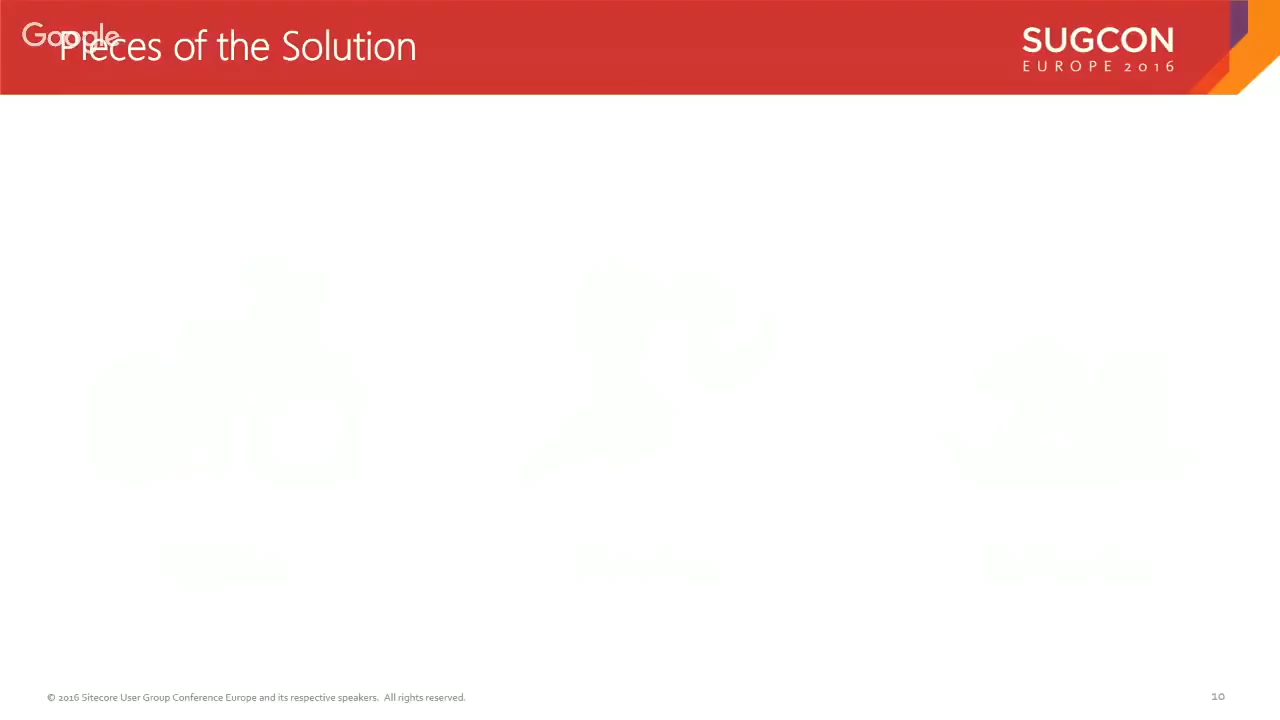 Google
Pieces of the Solution
SUGCON
EUROPE 2016
© 2016 Sitecore User Group Conference Europe and its respective speakers. All rights reserved.
10